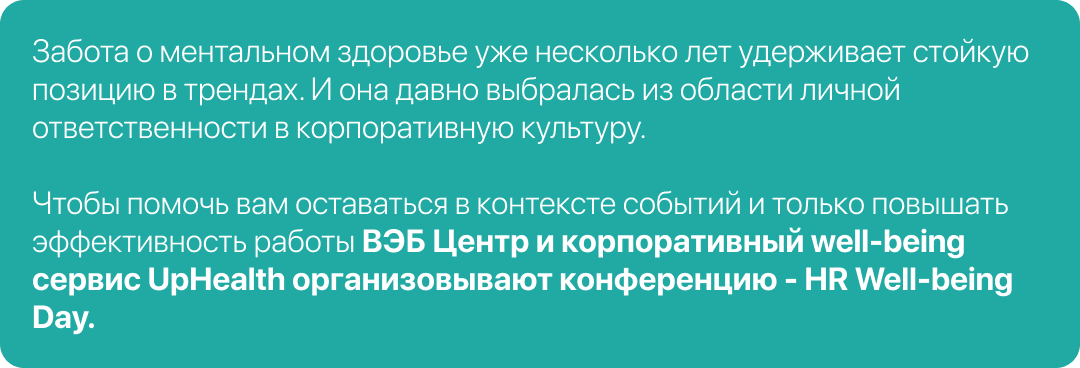 Забота о ментальном здоровье уже несколько лет удерживает стойкую
позицию в трендах. И она давно выбралась из области личной
ответственности в корпоративную культуру.
Чтобы помочь вам оставаться в контексте событий и только повышать
эффективность работы ВЭБ Центр и корпоративный well-being
сервис UpHealth организовывают конференцию - HR Well-being
Day.